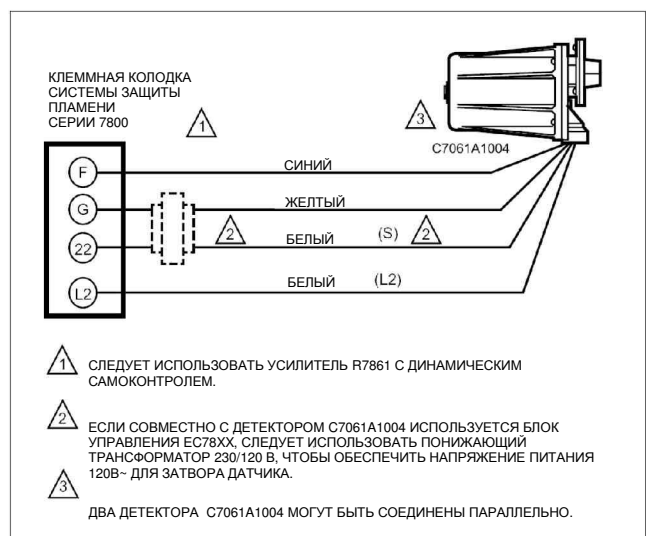 КЛЕММНАЯ КОЛОДКА
СИСТЕМЫ ЗАЩИТЫ
ПЛАМЕНИ
СЕРИИ 7800
1
3
C7061A1004
F
СИНИЙ
G
ЖЕЛТЫЙ
2
22
БЕЛЫЙ (S) 2
L2
БЕЛЫЙ (L2)
1 СЛЕДУЕТ ИСПОЛЬЗОВАТЬ УСИЛИТЕЛЬ R7861 С ДИНАМИЧЕСКИМ
САМОКОНТРОЛЕМ.
2
ЕСЛИ СОВМЕСТНО С ДЕТЕКТОРОМ C7061A1004 ИСПОЛЬЗУЕТСЯ БЛОК
УПРАВЛЕНИЯ EC78XX, СЛЕДУЕТ ИСПОЛЬЗОВАТЬ ПОНИЖАЮЩИЙ
ТРАНСФОРМАТОР 230/120 В, ЧТОБЫ ОБЕСПЕЧИТЬ НАПРЯЖЕНИЕ ПИТАНИЯ
120В~ ДЛЯ ЗАТВОРА ДАТЧИКА.
3
ДВА ДЕТЕКТОРА C7061A1004 МОГУТ БЫТЬ СОЕДИНЕНЫ ПАРАЛЛЕЛЬНО.